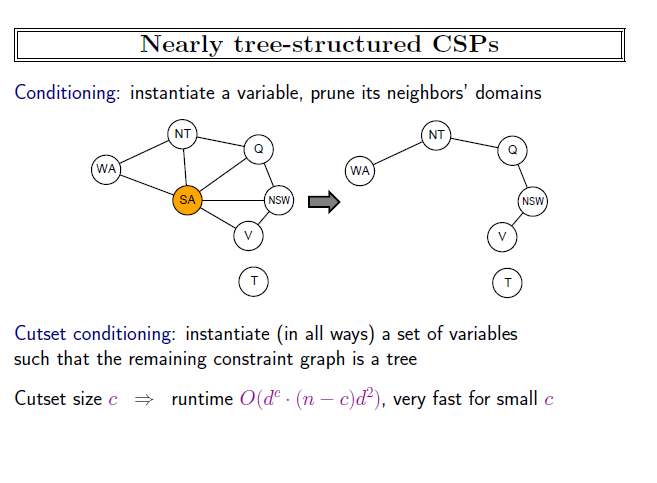 Nearly tree-structured CSPs
Conditioning: instantiate a variable, prune its neighbors' domains
NT
Q
WA
SA
NSW
V
T
NT
Q
WA
NSW
V
T
Cutset conditioning: instantiate (in all ways) a set of variables
such that the remaining constraint graph is a tree
Cutset size c ⇒ runtime O(d^c · (n − c)d^2), very fast for small c